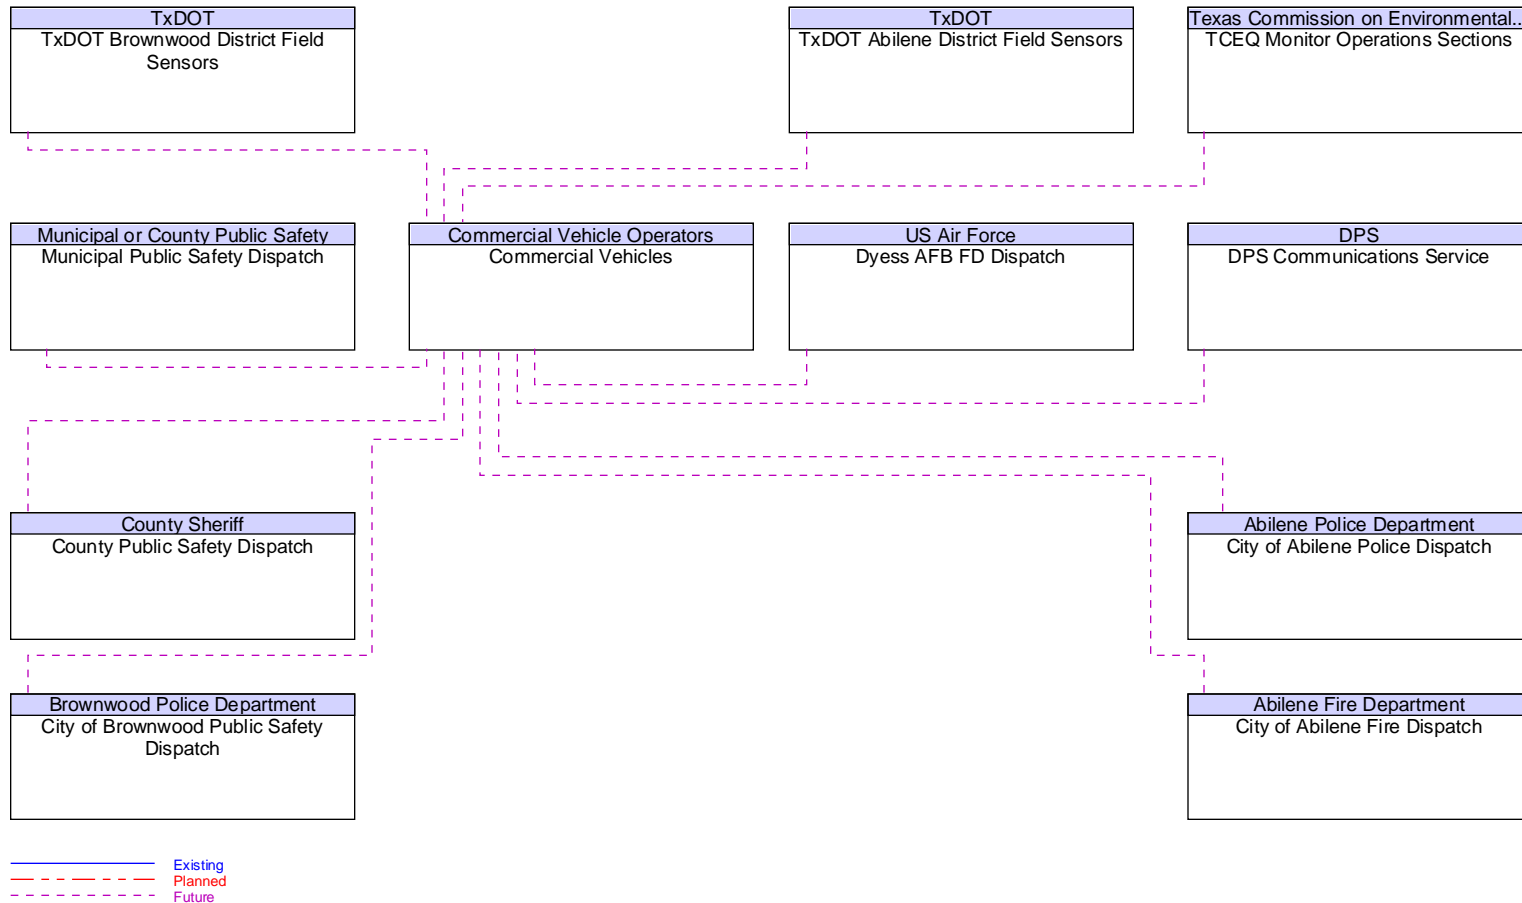 TxDOT
TxDOT Brownwood District Field
Sensors
TxDOT
TxDOT Abilene District Field Sensors
Texas Commission on Environmental..
TCEQ Monitor Operations Sections
Municipal or County Public Safety
Municipal Public Safety Dispatch
Commercial Vehicle Operators
Commercial Vehicles
US Air Force
Dyess AFB FD Dispatch
DPS
DPS Communications Service
County Sheriff
County Public Safety Dispatch
Abilene Police Department
City of Abilene Police Dispatch
Brownwood Police Department
City of Brownwood Public Safety
Dispatch
Abilene Fire Department
City of Abilene Fire Dispatch
Existing
Planned
Future